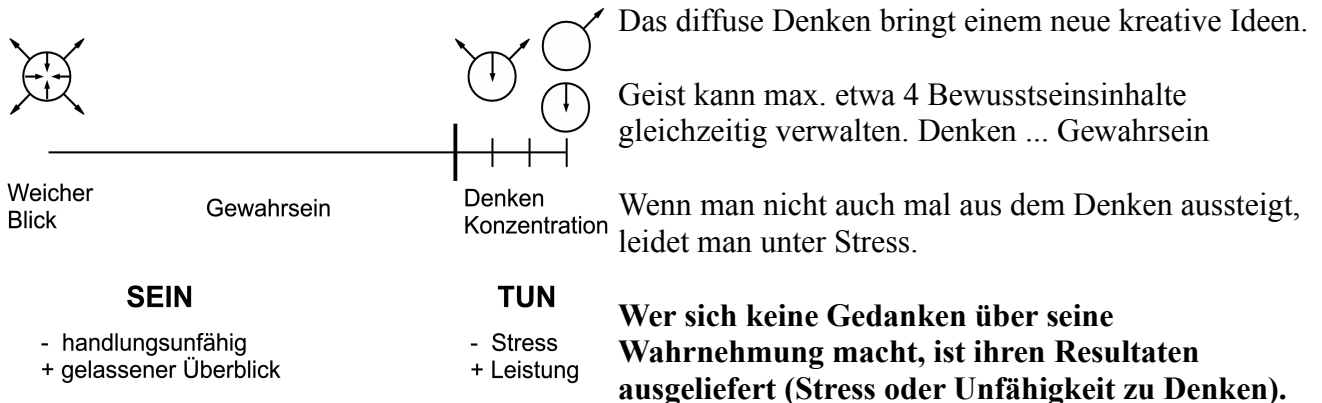 Weicher
Blick
Gewahrsein
Denken
Konzentration
SEIN
- handlungsunfähig
+ gelassener Überblick
TUN
- Stress
+ Leistung
Das diffuse Denken bringt einem neue kreative Ideen.
Geist kann max. etwa 4 Bewusstseinsinhalte
gleichzeitig verwalten. Denken ... Gewahrsein
Wenn man nicht auch mal aus dem Denken aussteigt,
leidet man unter Stress.
Wer sich keine Gedanken über seine
Wahrnehmung macht, ist ihren Resultaten
ausgeliefert (Stress oder Unfähigkeit zu Denken).